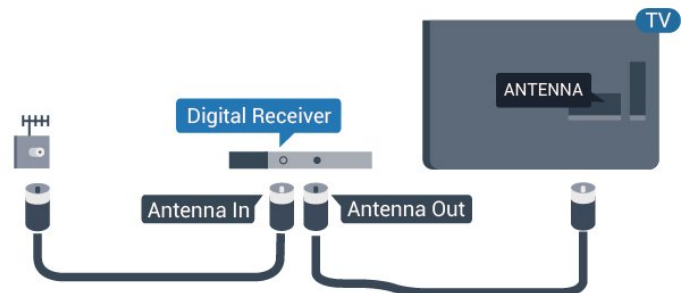 TV
ANTENNA
Digital Receiver
Antenna In
Antenna Out